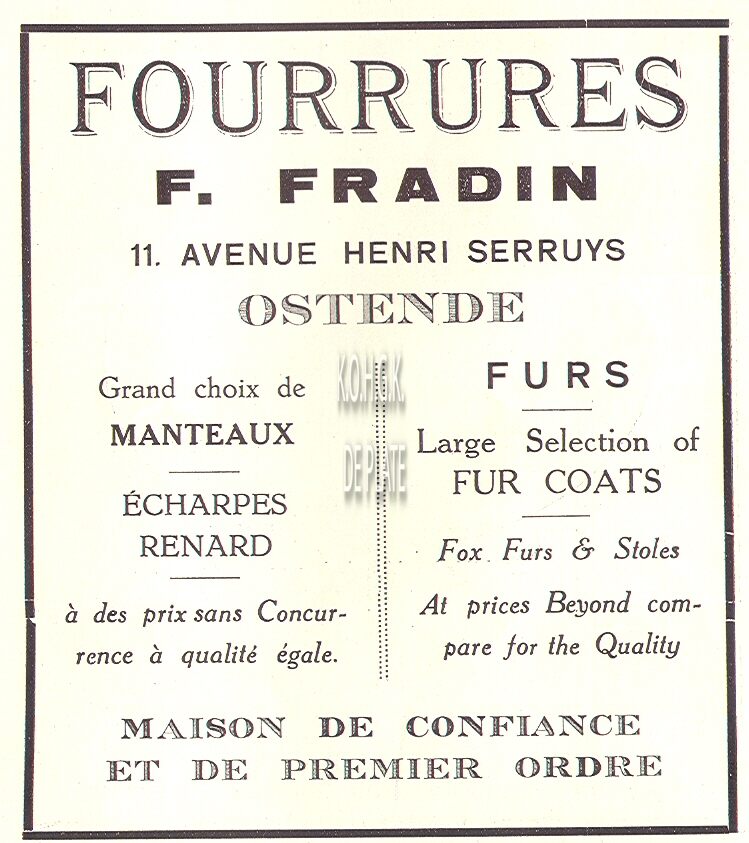 FOURRURES
F. FRADIN
11. AVENUE HENRI SERRUYS
OSTENDE
Grand choix de
MANTEAUX
ÉCHARPES
RENARD
à des prix sans Concur-
rence à qualité égale.
K.O.H.G.K.
DE PLATE
FURS
Large Selection of
FUR COATS
Fox Furs & Stoles
At prices Beyond com-
pare for the Quality
MAISON DE CONFIANCE
ET DE PREMIER ORDRE